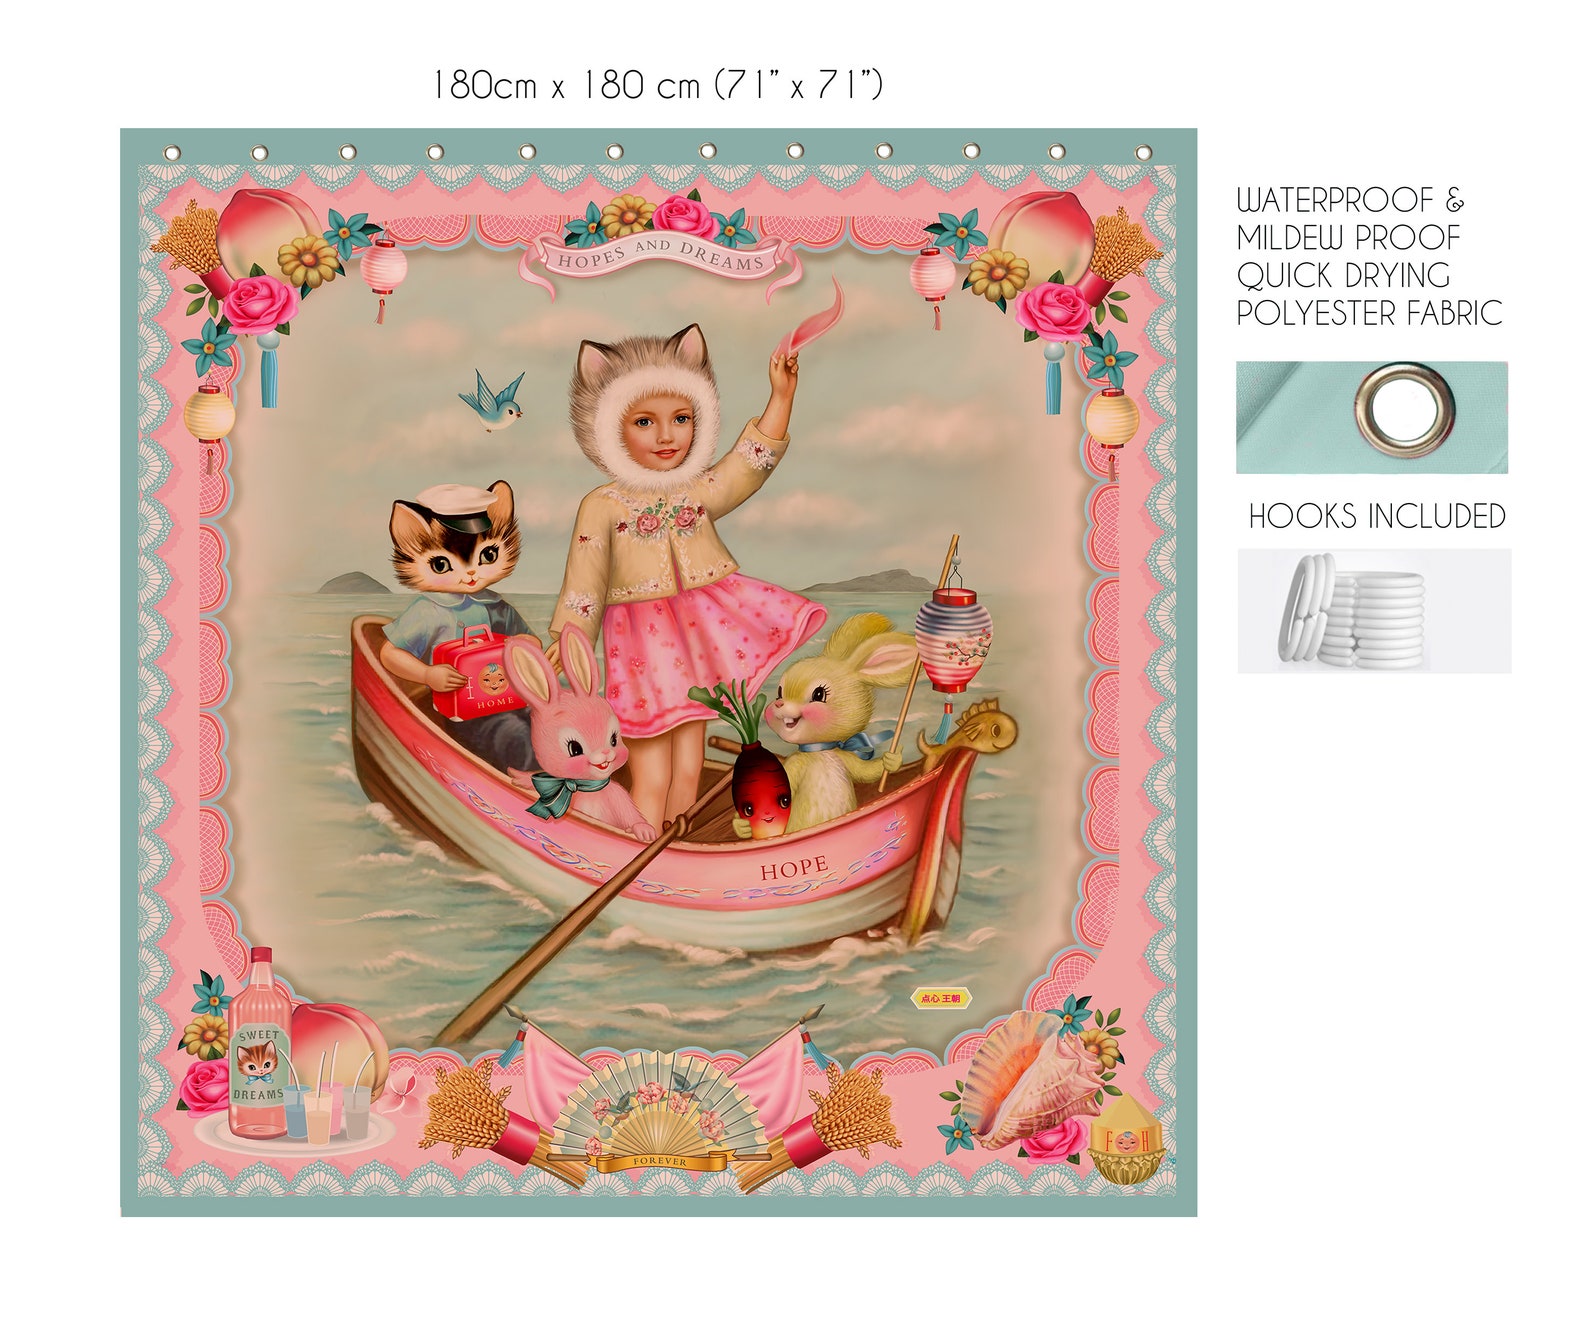 180cm x 180 cm (71” x 71”)
WATERPROOF &
MILDEW PROOF
QUICK DRYING
POLYESTER FABRIC
HOOKS INCLUDED
HOPES AND DREAMS
HOME
HOPE
点心 王朝
SWEET
DREAMS
FOREVER
F H